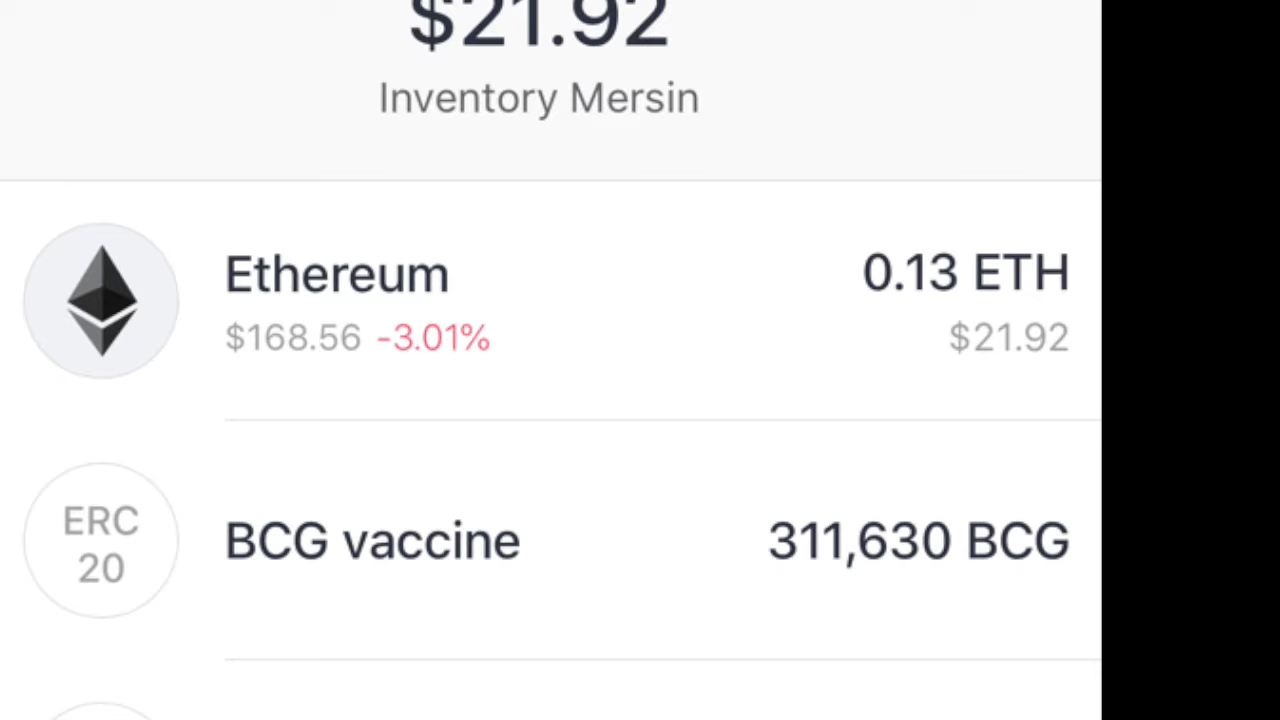 $21.92
Inventory Mersin
Ethereum
0.13 ETH
$168.56 -3.01%
$21.92
ERC
20
BCG vaccine
311,630 BCG